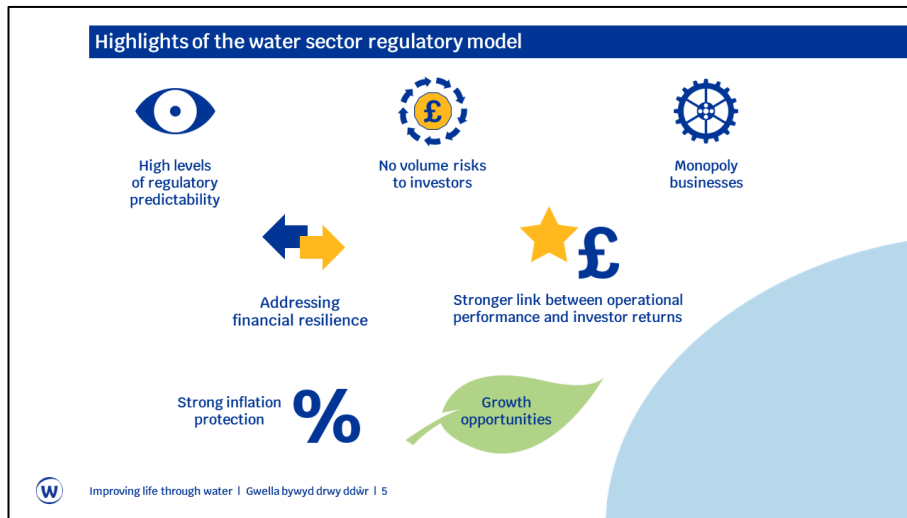 Highlights of the water sector regulatory model
£
High levels
of regulatory
predictability
No volume risks
to investors
Monopoly
businesses
£
Addressing
financial resilience
Stronger link between operational
performance and investor returns
Strong inflation
protection
%
Growth
opportunities
W
Improving life through water | Gwella bywyd drwy ddŵr | 5